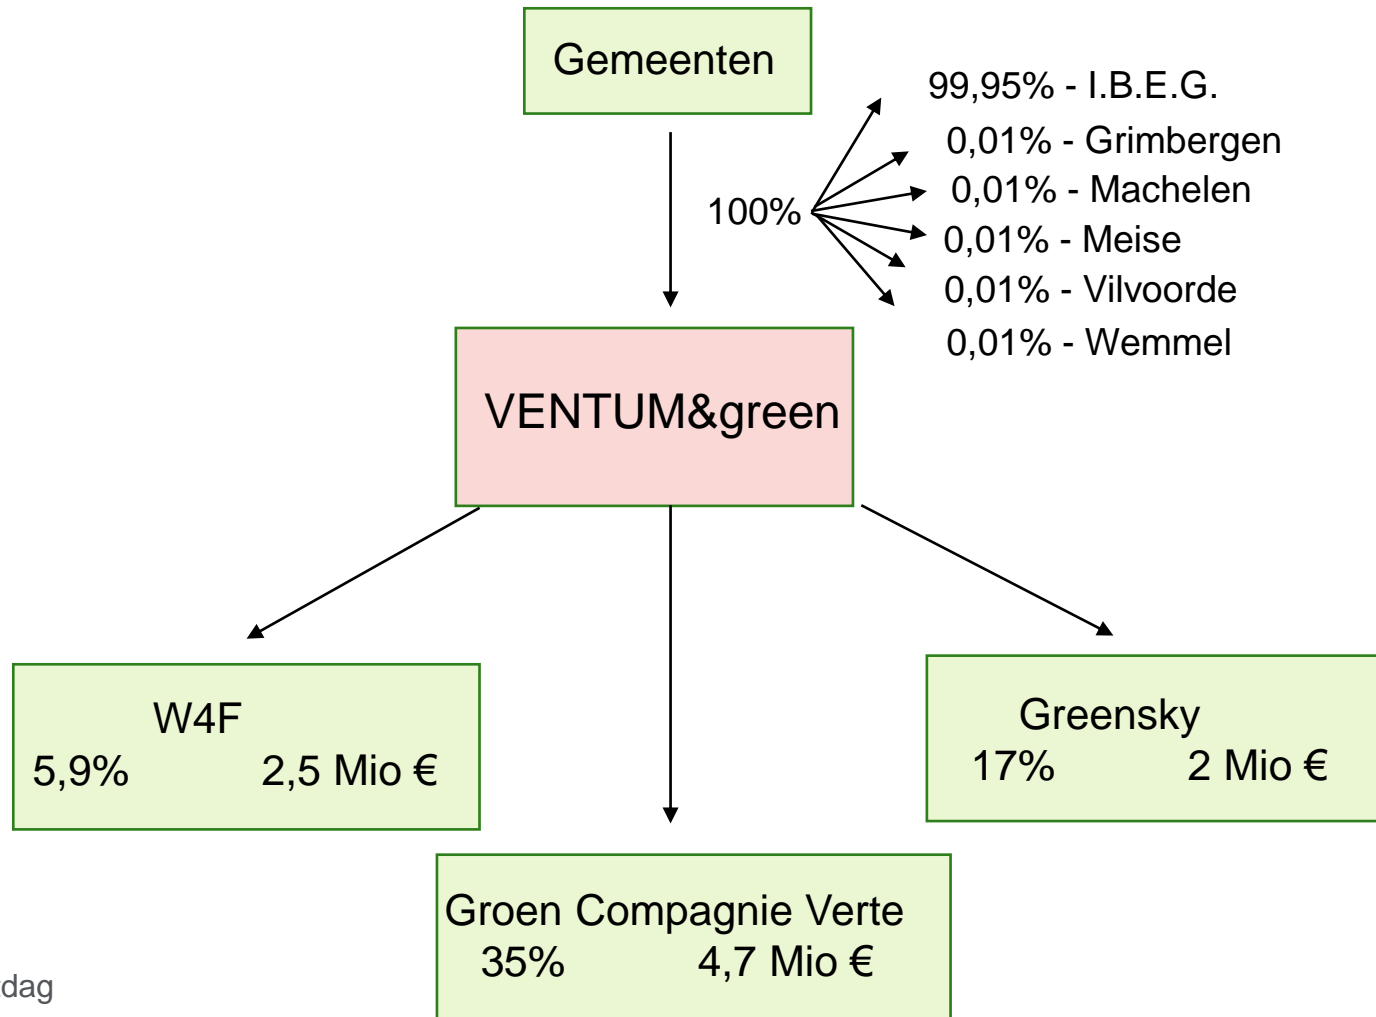 Gemeenten
99,95% - I.B.E.G.
0,01% - Grimbergen
0,01% - Machelen
100%
0,01% - Meise
0,01% - Vilvoorde
0,01% - Wemmel
VENTUM&green
W4F
5,9% 2,5 Mio €
Greensky
17% 2 Mio €
Groen Compagnie Verte
35% 4,7 Mio €